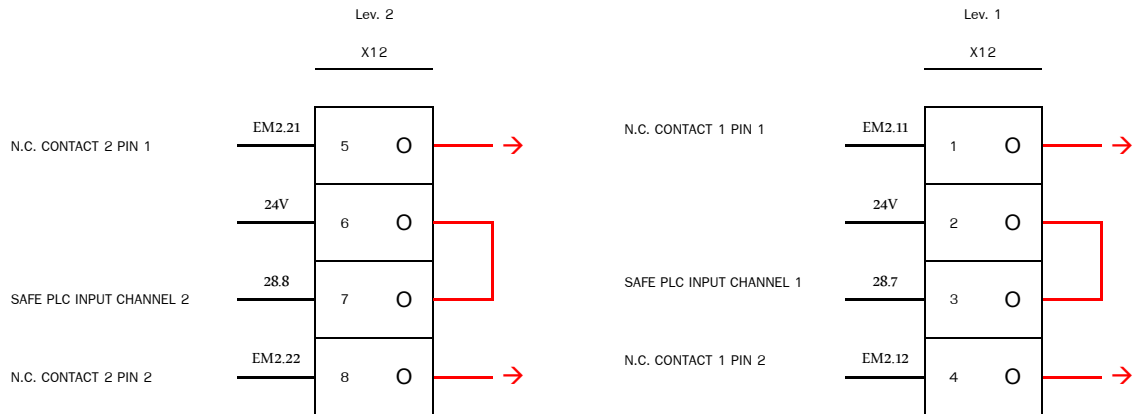 Lev. 2
X12
N.C. CONTACT 2 PIN 1
EM2.21
5 O
24V
6 O
SAFE PLC INPUT CHANNEL 2
28.8
7 O
N.C. CONTACT 2 PIN 2
EM2.22
8 O
Lev. 1
X12
N.C. CONTACT 1 PIN 1
EM2.11
1 O
24V
2 O
SAFE PLC INPUT CHANNEL 1
28.7
3 O
N.C. CONTACT 1 PIN 2
EM2.12
4 O